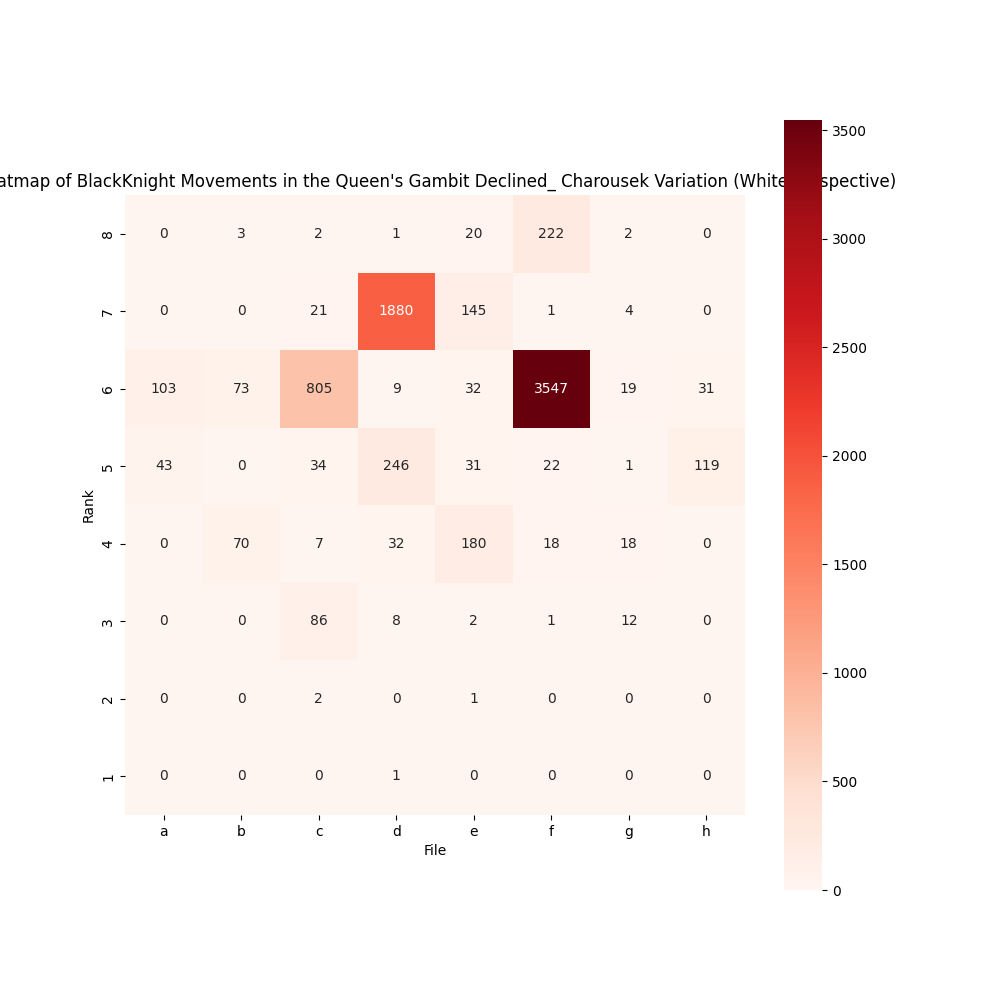 atmap of BlackKnight Movements in the Queen's Gambit Declined_ Charousek Variation (White spective)
3500
3000
2500
2000
1500
1000
500
0
Rank
8 0 3 2 1 20 222 2 0
7 0 0 21 1880 145 1 4 0
6 103 73 805 9 32 3547 19 31
5 43 0 34 246 31 22 1 119
4 0 70 7 32 180 18 18 0
3 0 0 86 8 2 1 12 0
2 0 0 2 0 1 0 0 0
1 0 0 0 1 0 0 0 0
a b c d e f g h
File